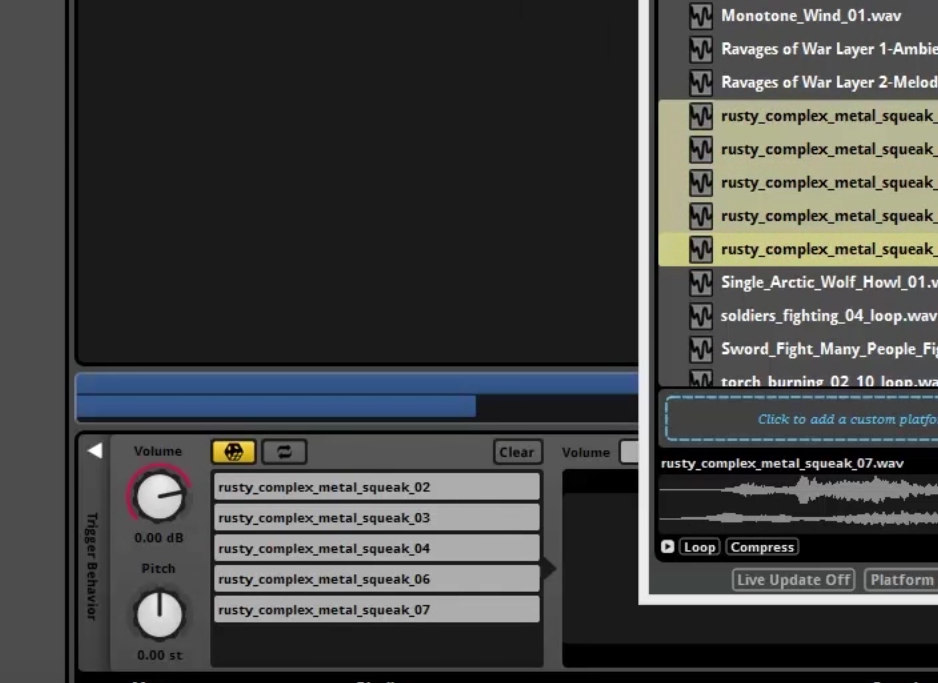 Monotone_Wind_01.wav
Ravages of War Layer 1-Ambie
Ravages of War Layer 2-Melod
rusty_complex_metal_squeak_
rusty_complex_metal_squeak_
rusty_complex_metal_squeak_
rusty_complex_metal_squeak_
rusty_complex_metal_squeak_
Single_Arctic_Wolf_Howl_01.w
soldiers_fighting_04_loop.wav
Sword_Fight_Many_People_Fig
torch_burning_02_10_loop.wa
Click to add a custom platfo
rusty_complex_metal_squeak_07.wav
Loop Compress
Live Update Off Platform
Trigger Behavior
Volume
0.00 dB
Pitch
0.00 st
Clear
rusty_complex_metal_squeak_02
rusty_complex_metal_squeak_03
rusty_complex_metal_squeak_04
rusty_complex_metal_squeak_06
rusty_complex_metal_squeak_07
Volume